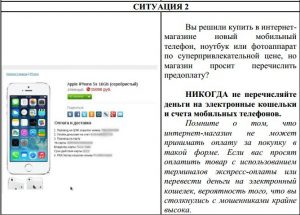 СИТУАЦИЯ 2
Вы решили купить в интернет-
магазине новый мобильный
телефон, ноутбук или фотоаппарат
по суперпривлекательной цене, но
магазин просит перечислить
предоплату?
НИКОГДА не перечисляйте
деньги на электронные кошельки
и счета мобильных телефонов.
Помните о том, что
интернет-магазин не может
принимать оплату за покупку в
такой форме. Если вас просят
оплатить товар с использованием
терминалов экспресс-оплаты или
перевести деньги на электронный
кошелек, вероятность того, что вы
столкнулись с мошенниками крайне
высока.
Apple iPhone 5s 16GB (серебристый)
Оплата и доставка